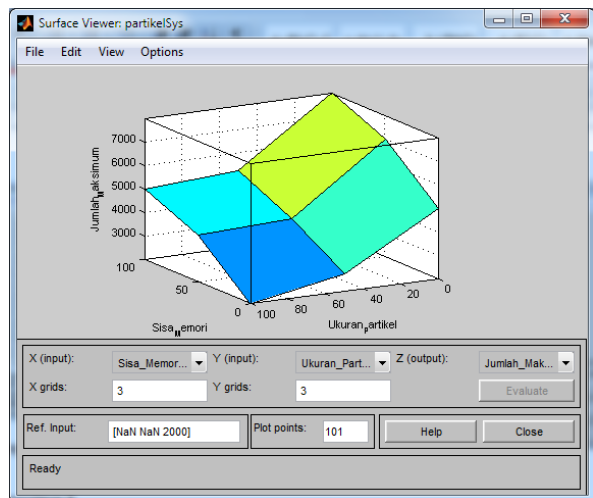 Surface Viewer: partikelSys
File Edit View Options
7000
6000
5000
4000
3000
Jumlah_Maksimum
100
50
0
Sisa_Memori
100
80
60
40
20
0
Ukuran_partikel
X (input): Sisa_Memor... Y (input): Ukuran_Part... Z (output): Jumlah_Mak...
X grids: 3 Y grids: 3 Evaluate
Ref. Input: [NaN NaN 2000] Plot points: 101 Help Close
Ready